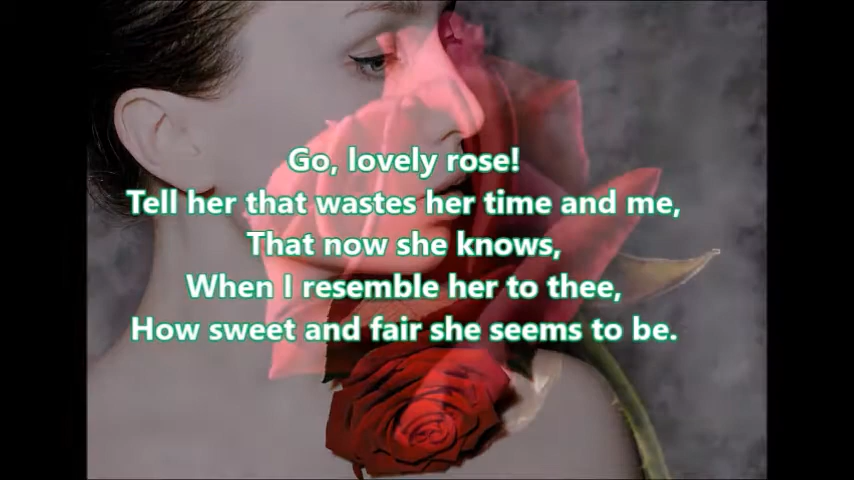 Go, lovely rose!
Tell her that wastes her time and me,
That now she knows,
When I resemble her to thee,
How sweet and fair she seems to be.